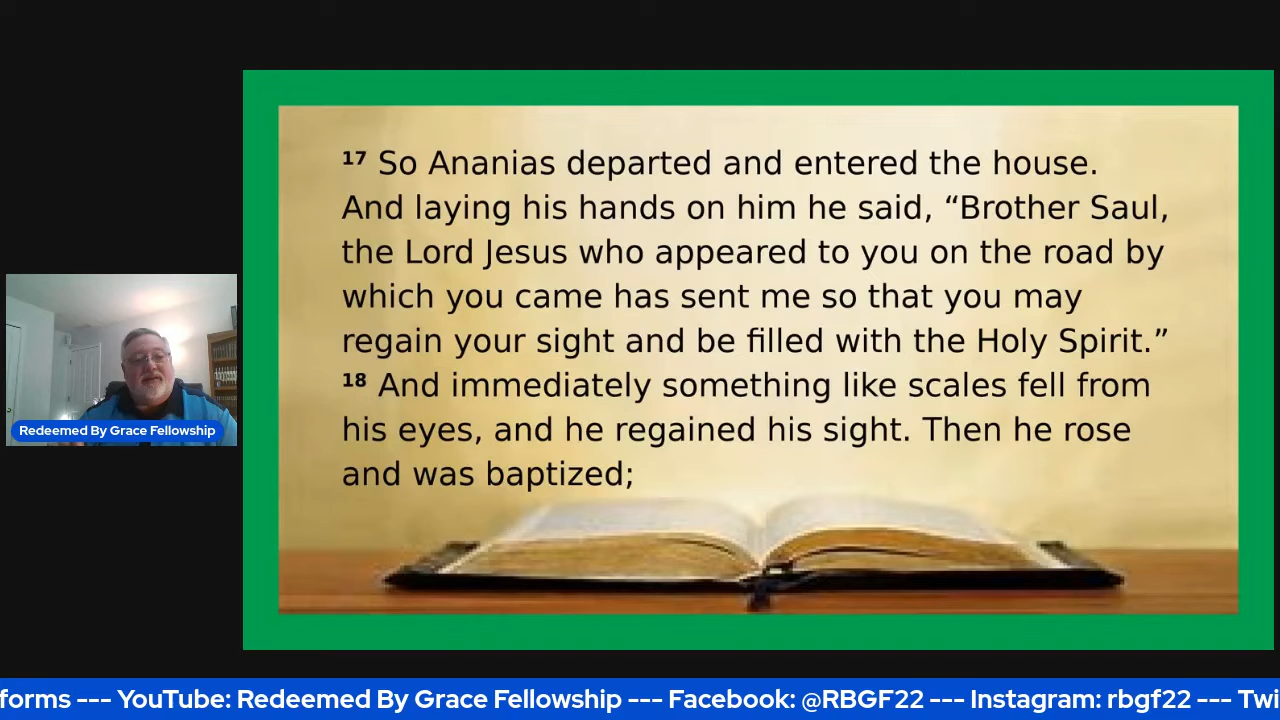 ¹⁷ So Ananias departed and entered the house.
And laying his hands on him he said, “Brother Saul,
the Lord Jesus who appeared to you on the road by
which you came has sent me so that you may
regain your sight and be filled with the Holy Spirit.”
¹⁸ And immediately something like scales fell from
his eyes, and he regained his sight. Then he rose
and was baptized;
Redeemed By Grace Fellowship
forms --- YouTube: Redeemed By Grace Fellowship --- Facebook: @RBGF22 --- Instagram: rbgf22 --- Twi